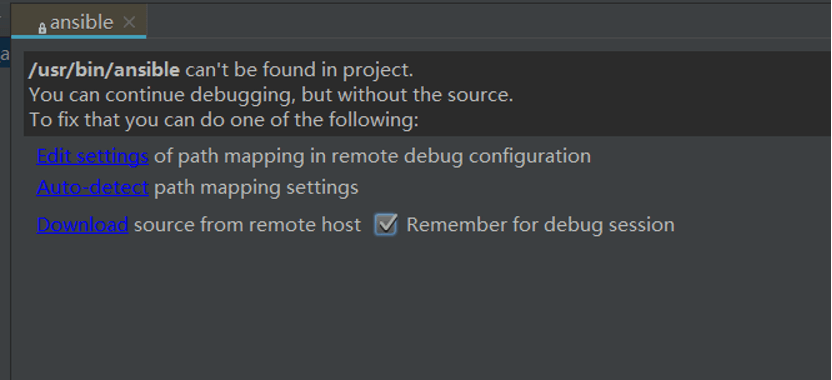 ansible
a
/usr/bin/ansible can't be found in project.
You can continue debugging, but without the source.
To fix that you can do one of the following:
Edit settings of path mapping in remote debug configuration
Auto-detect path mapping settings
Download source from remote host Remember for debug session